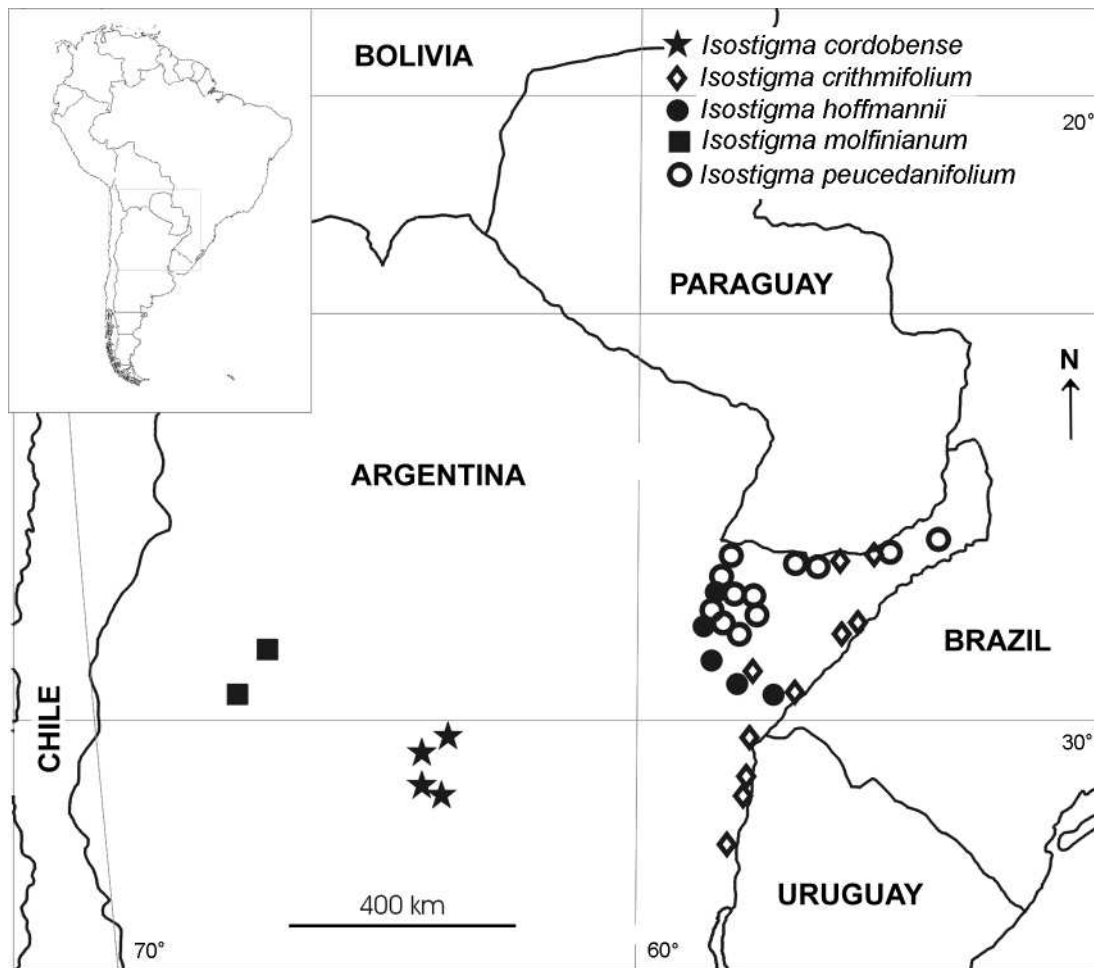 BOLIVIA
Isostigma cordobense
Isostigma crithmifolium
Isostigma hoffmannii
20°
Isostigma molfinianum
Isostigma peucedanifolium
PARAGUAY
N
ARGENTINA
BRAZIL
CHILE
30°
URUGUAY
400 km
70°
60°